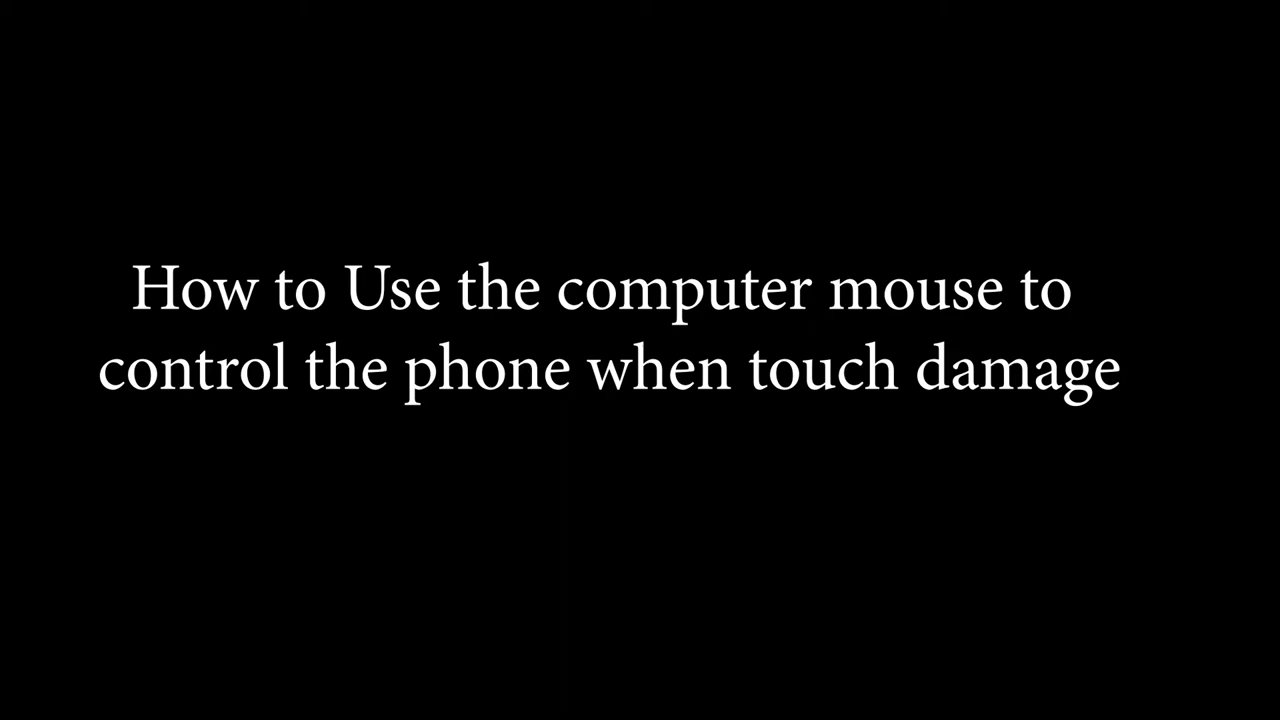 How to Use the computer mouse to
control the phone when touch damage